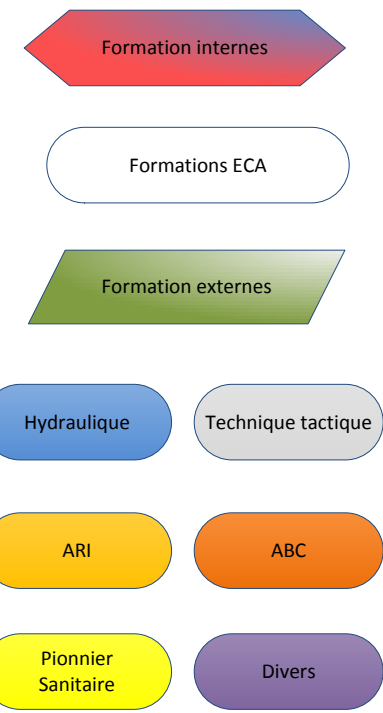 Formation internes
Formations ECA
Formation externes
Hydraulique
Technique tactique
ARI
ABC
Pionnier
Sanitaire
Divers